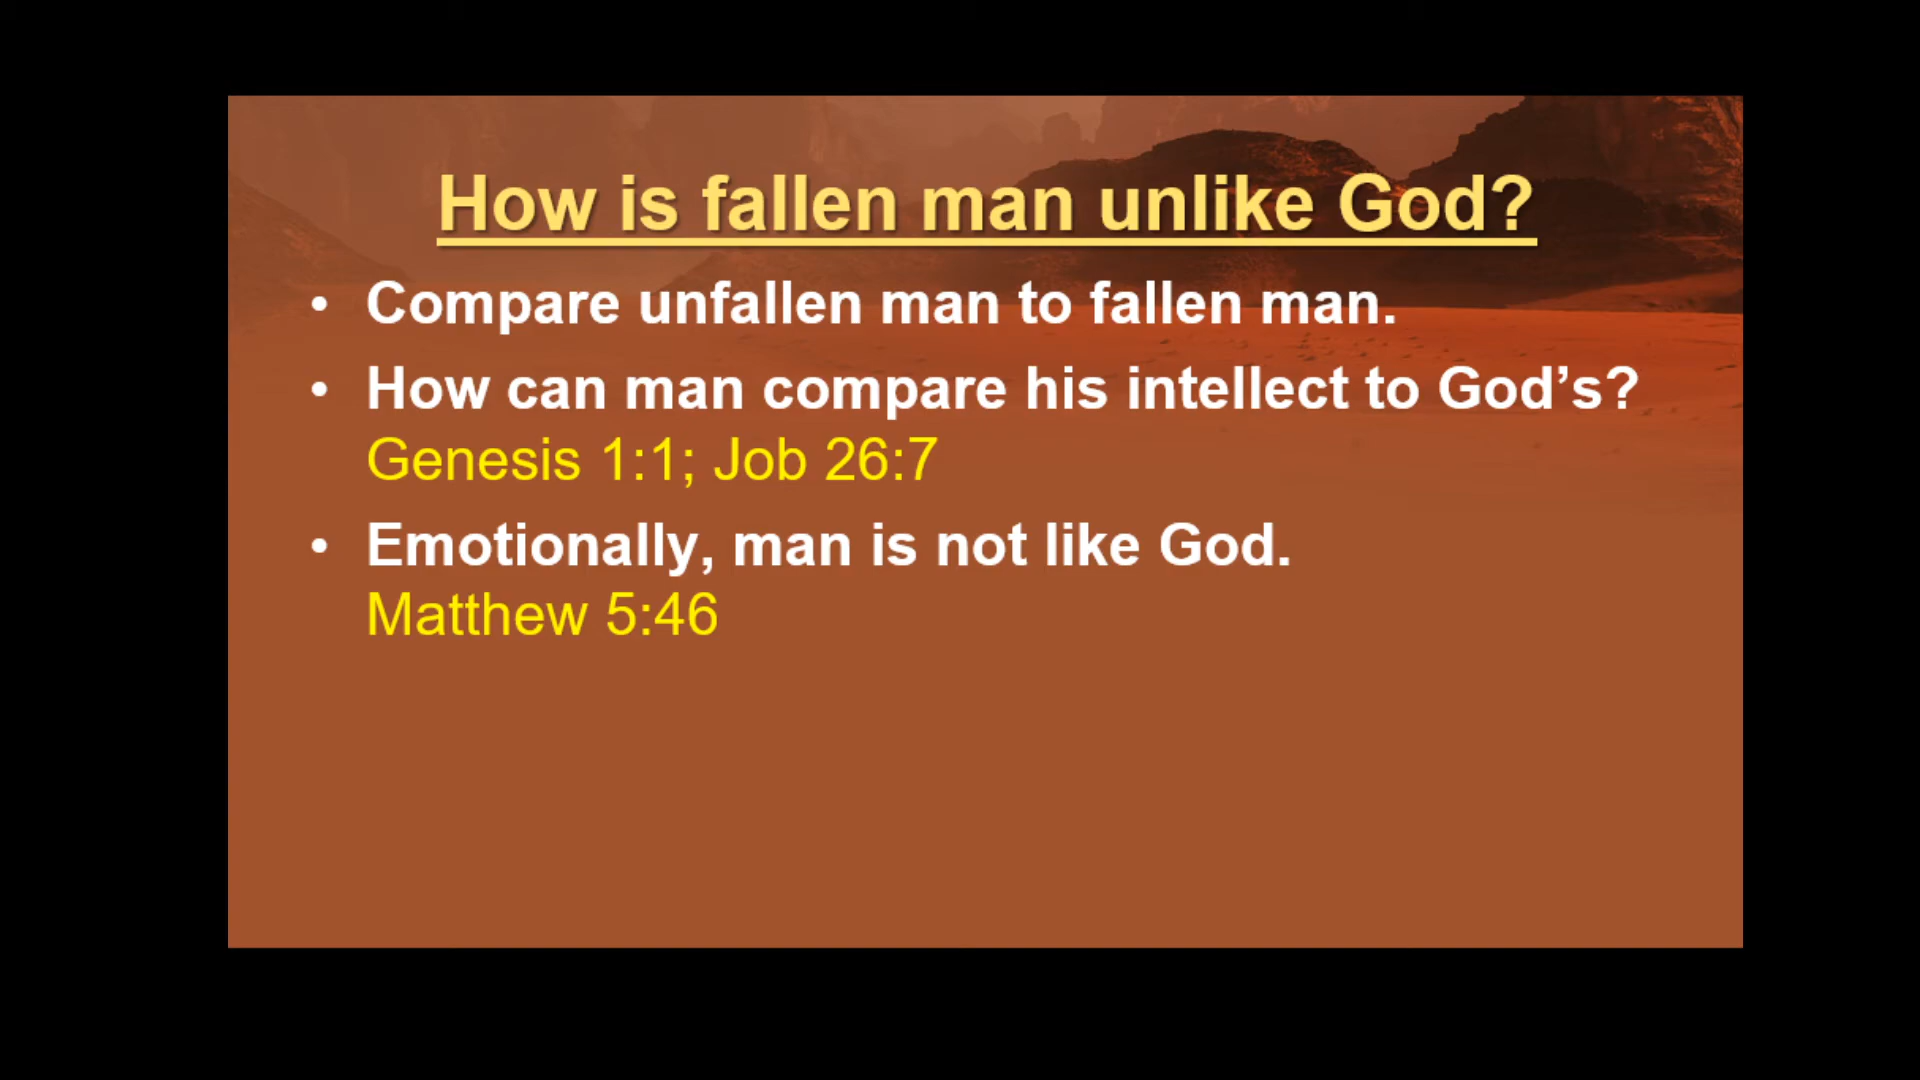 How is fallen man unlike God?
• Compare unfallen man to fallen man.
• How can man compare his intellect to God’s?
Genesis 1:1; Job 26:7
• Emotionally, man is not like God.
Matthew 5:46